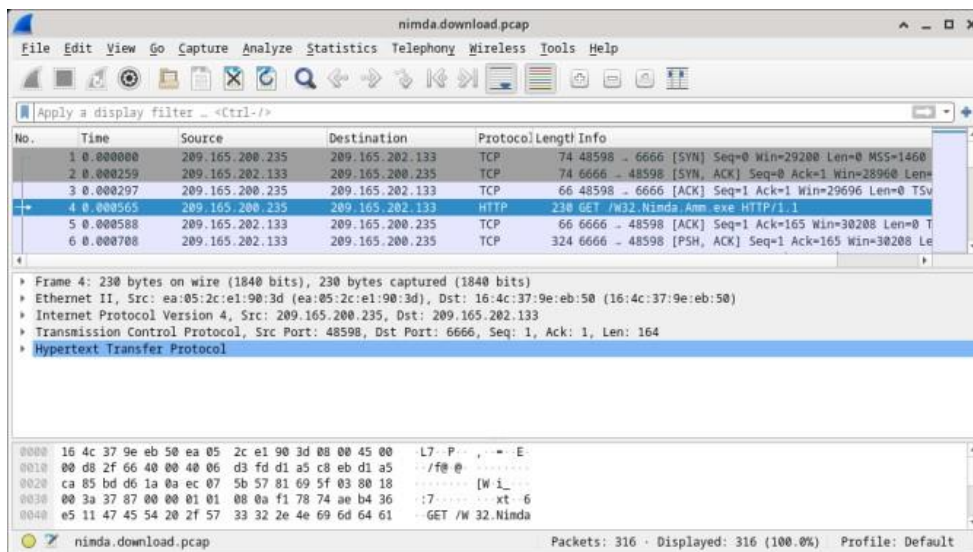 nimda.download.pcap
File Edit View Go Capture Analyze Statistics Telephony Wireless Tools Help
Apply a display filter … <Ctrl-/>
No. Time Source Destination Protocol Length Info
1 0.000000 209.165.200.235 209.165.202.133 TCP 74 48598 → 6666 [SYN] Seq=0 Win=29200 Len=0 MSS=1460
2 0.000259 209.165.202.133 209.165.200.235 TCP 74 6666 → 48598 [SYN, ACK] Seq=0 Ack=1 Win=28960 Len=
3 0.000297 209.165.200.235 209.165.202.133 TCP 66 48598 → 6666 [ACK] Seq=1 Ack=1 Win=29696 Len=0 TSv
4 0.000565 209.165.200.235 209.165.202.133 HTTP 230 GET /W32.Nimda.Amm.exe HTTP/1.1
5 0.000588 209.165.202.133 209.165.200.235 TCP 66 6666 → 48598 [ACK] Seq=1 Ack=165 Win=30208 Len=0 T
6 0.000708 209.165.202.133 209.165.200.235 TCP 324 6666 → 48598 [PSH, ACK] Seq=1 Ack=165 Win=30208 Le
Frame 4: 230 bytes on wire (1840 bits), 230 bytes captured (1840 bits)
Ethernet II, Src: ea:05:2c:e1:90:3d (ea:05:2c:e1:90:3d), Dst: 16:4c:37:9e:eb:50 (16:4c:37:9e:eb:50)
Internet Protocol Version 4, Src: 209.165.200.235, Dst: 209.165.202.133
Transmission Control Protocol, Src Port: 48598, Dst Port: 6666, Seq: 1, Ack: 1, Len: 164
Hypertext Transfer Protocol
0000 16 4c 37 9e eb 50 ea 05 2c e1 90 3d 08 00 45 00 ·L7··P·· ,··=··E·
0010 00 d8 2f 66 40 00 40 06 d3 fd d1 a5 c8 eb d1 a5 ··/f@·@· ········
0020 ca 85 bd d6 1a 0a ec 07 5b 57 81 69 5f 03 80 18 ········ [W·i_···
0030 00 3a 37 87 00 00 01 01 08 0a f1 78 74 ae b4 36 ·:7····· ···xt··6
0040 e5 11 47 45 54 20 2f 57 33 32 2e 4e 69 6d 64 61 ··GET /W 32.Nimda
nimda.download.pcap Packets: 316 · Displayed: 316 (100.0%) Profile: Default